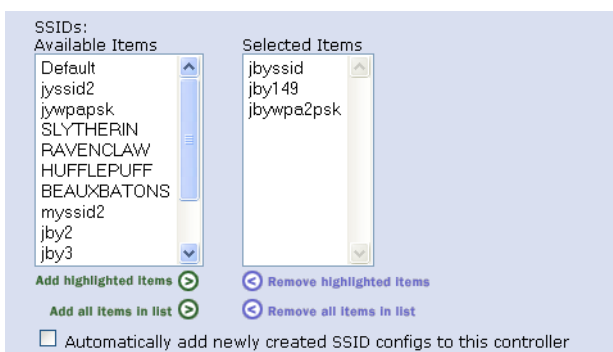 SSIDs:
Available Items
Selected Items
Default
jyssid2
jywpapsk
SLYTHERIN
RAVENCLAW
HUFFLEPUFF
BEAUXBATONS
myssid2
jby2
jby3
jbyssid
jby149
jbywpa2psk
Add highlighted items
Remove highlighted items
Add all items in list
Remove all items in list
Automatically add newly created SSID configs to this controller